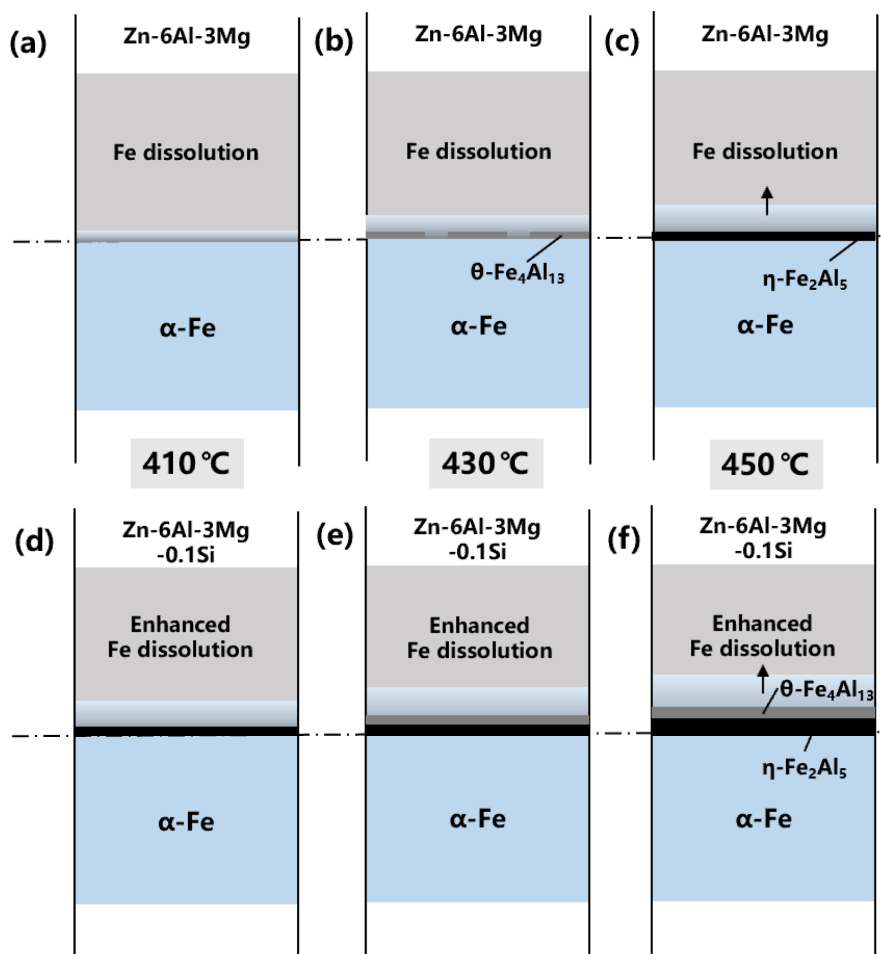 (a)
Zn-6Al-3Mg
Fe dissolution
α-Fe
410℃
(b)
Zn-6Al-3Mg
Fe dissolution
θ-Fe₄Al₁₃
α-Fe
430℃
(c)
Zn-6Al-3Mg
Fe dissolution
η-Fe₂Al₅
α-Fe
450℃
(d)
Zn-6Al-3Mg
-0.1Si
Enhanced
Fe dissolution
α-Fe
(e)
Zn-6Al-3Mg
-0.1Si
Enhanced
Fe dissolution
α-Fe
(f)
Zn-6Al-3Mg
-0.1Si
Enhanced
Fe dissolution
θ-Fe₄Al₁₃
η-Fe₂Al₅
α-Fe